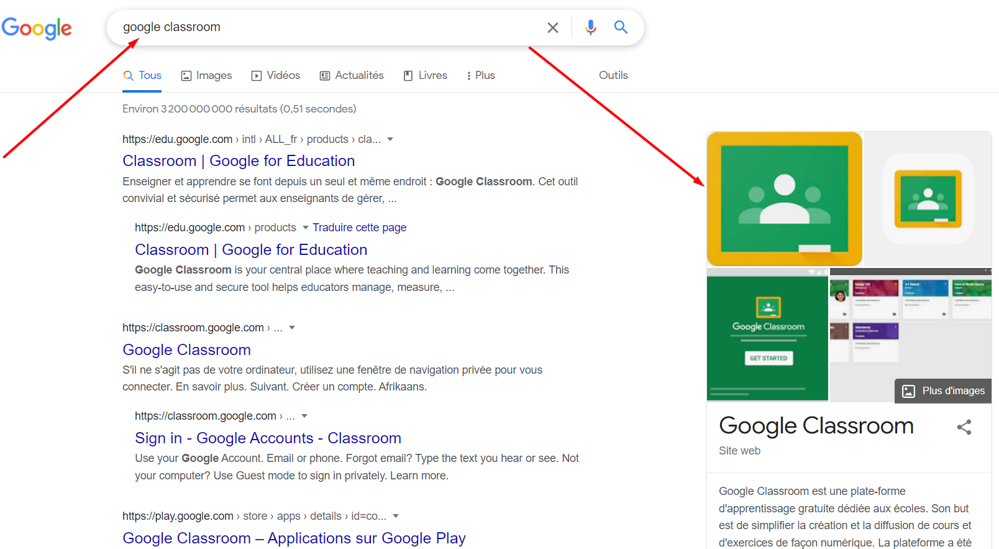 Google
google classroom
Tous Images Vidéos Actualités Livres Plus Outils
Environ 3 200 000 000 résultats (0,51 secondes)
https://edu.google.com › intl › ALL_fr › products › cla...
Classroom | Google for Education
Enseigner et apprendre se font depuis un seul et même endroit : Google Classroom. Cet outil
convivial et sécurisé permet aux enseignants de gérer, ...
https://edu.google.com › products Traduire cette page
Classroom | Google for Education
Google Classroom is your central place where teaching and learning come together. This
easy-to-use and secure tool helps educators manage, measure, ...
https://classroom.google.com › ...
Google Classroom
S'il ne s'agit pas de votre ordinateur, utilisez une fenêtre de navigation privée pour vous
connecter. En savoir plus. Suivant. Créer un compte. Afrikaans.
https://classroom.google.com › ...
Sign in - Google Accounts - Classroom
Use your Google Account. Email or phone. Forgot email? Type the text you hear or see. Not
your computer? Use Guest mode to sign in privately. Learn more.
https://play.google.com › store › apps › details › id=co...
Google Classroom – Applications sur Google Play
Google Classroom
GET STARTED
Plus d'images
Google Classroom
Site web
Google Classroom est une plate-forme
d'apprentissage gratuite dédiée aux écoles. Son but
est de simplifier la création et la diffusion de cours et
d'exercices de façon numérique. La plateforme a été